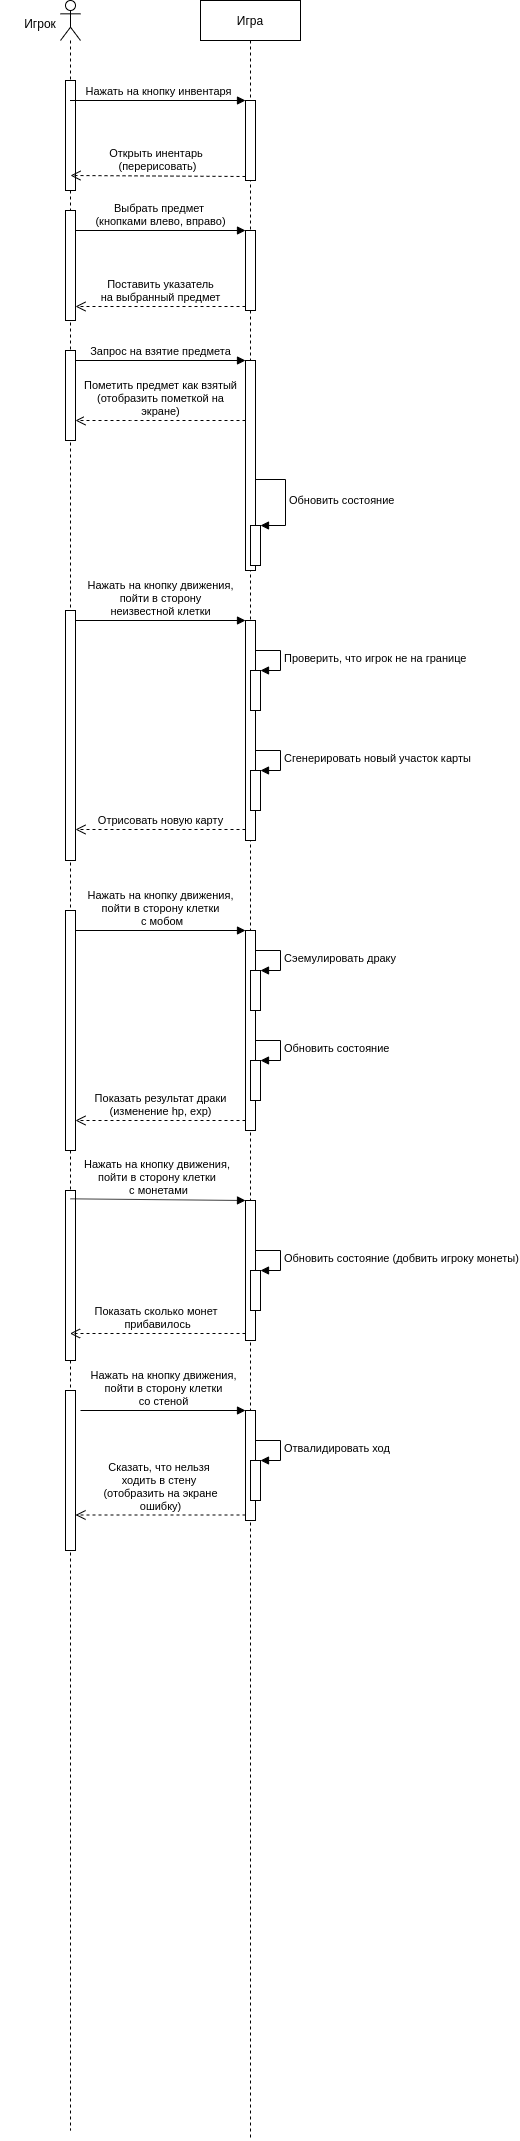 Игрок
Игра
Нажать на кнопку инвентаря
Открыть инентарь
(перерисовать)
Выбрать предмет
(кнопками влево, вправо)
Поставить указатель
на выбранный предмет
Запрос на взятие предмета
Пометить предмет как взятый
(отобразить пометкой на
экране)
Обновить состояние
Нажать на кнопку движения,
пойти в сторону
неизвестной клетки
Проверить, что игрок не на границе
Сгенерировать новый участок карты
Отрисовать новую карту
Нажать на кнопку движения,
пойти в сторону клетки
с мобом
Сэемулировать драку
Обновить состояние
Показать результат драки
(изменение hp, exp)
Нажать на кнопку движения,
пойти в сторону клетки
с монетами
Обновить состояние (добвить игроку монеты)
Показать сколько монет
прибавилось
Нажать на кнопку движения,
пойти в сторону клетки
со стеной
Отвалидировать ход
Сказать, что нельзя
ходить в стену
(отобразить на экране
ошибку)